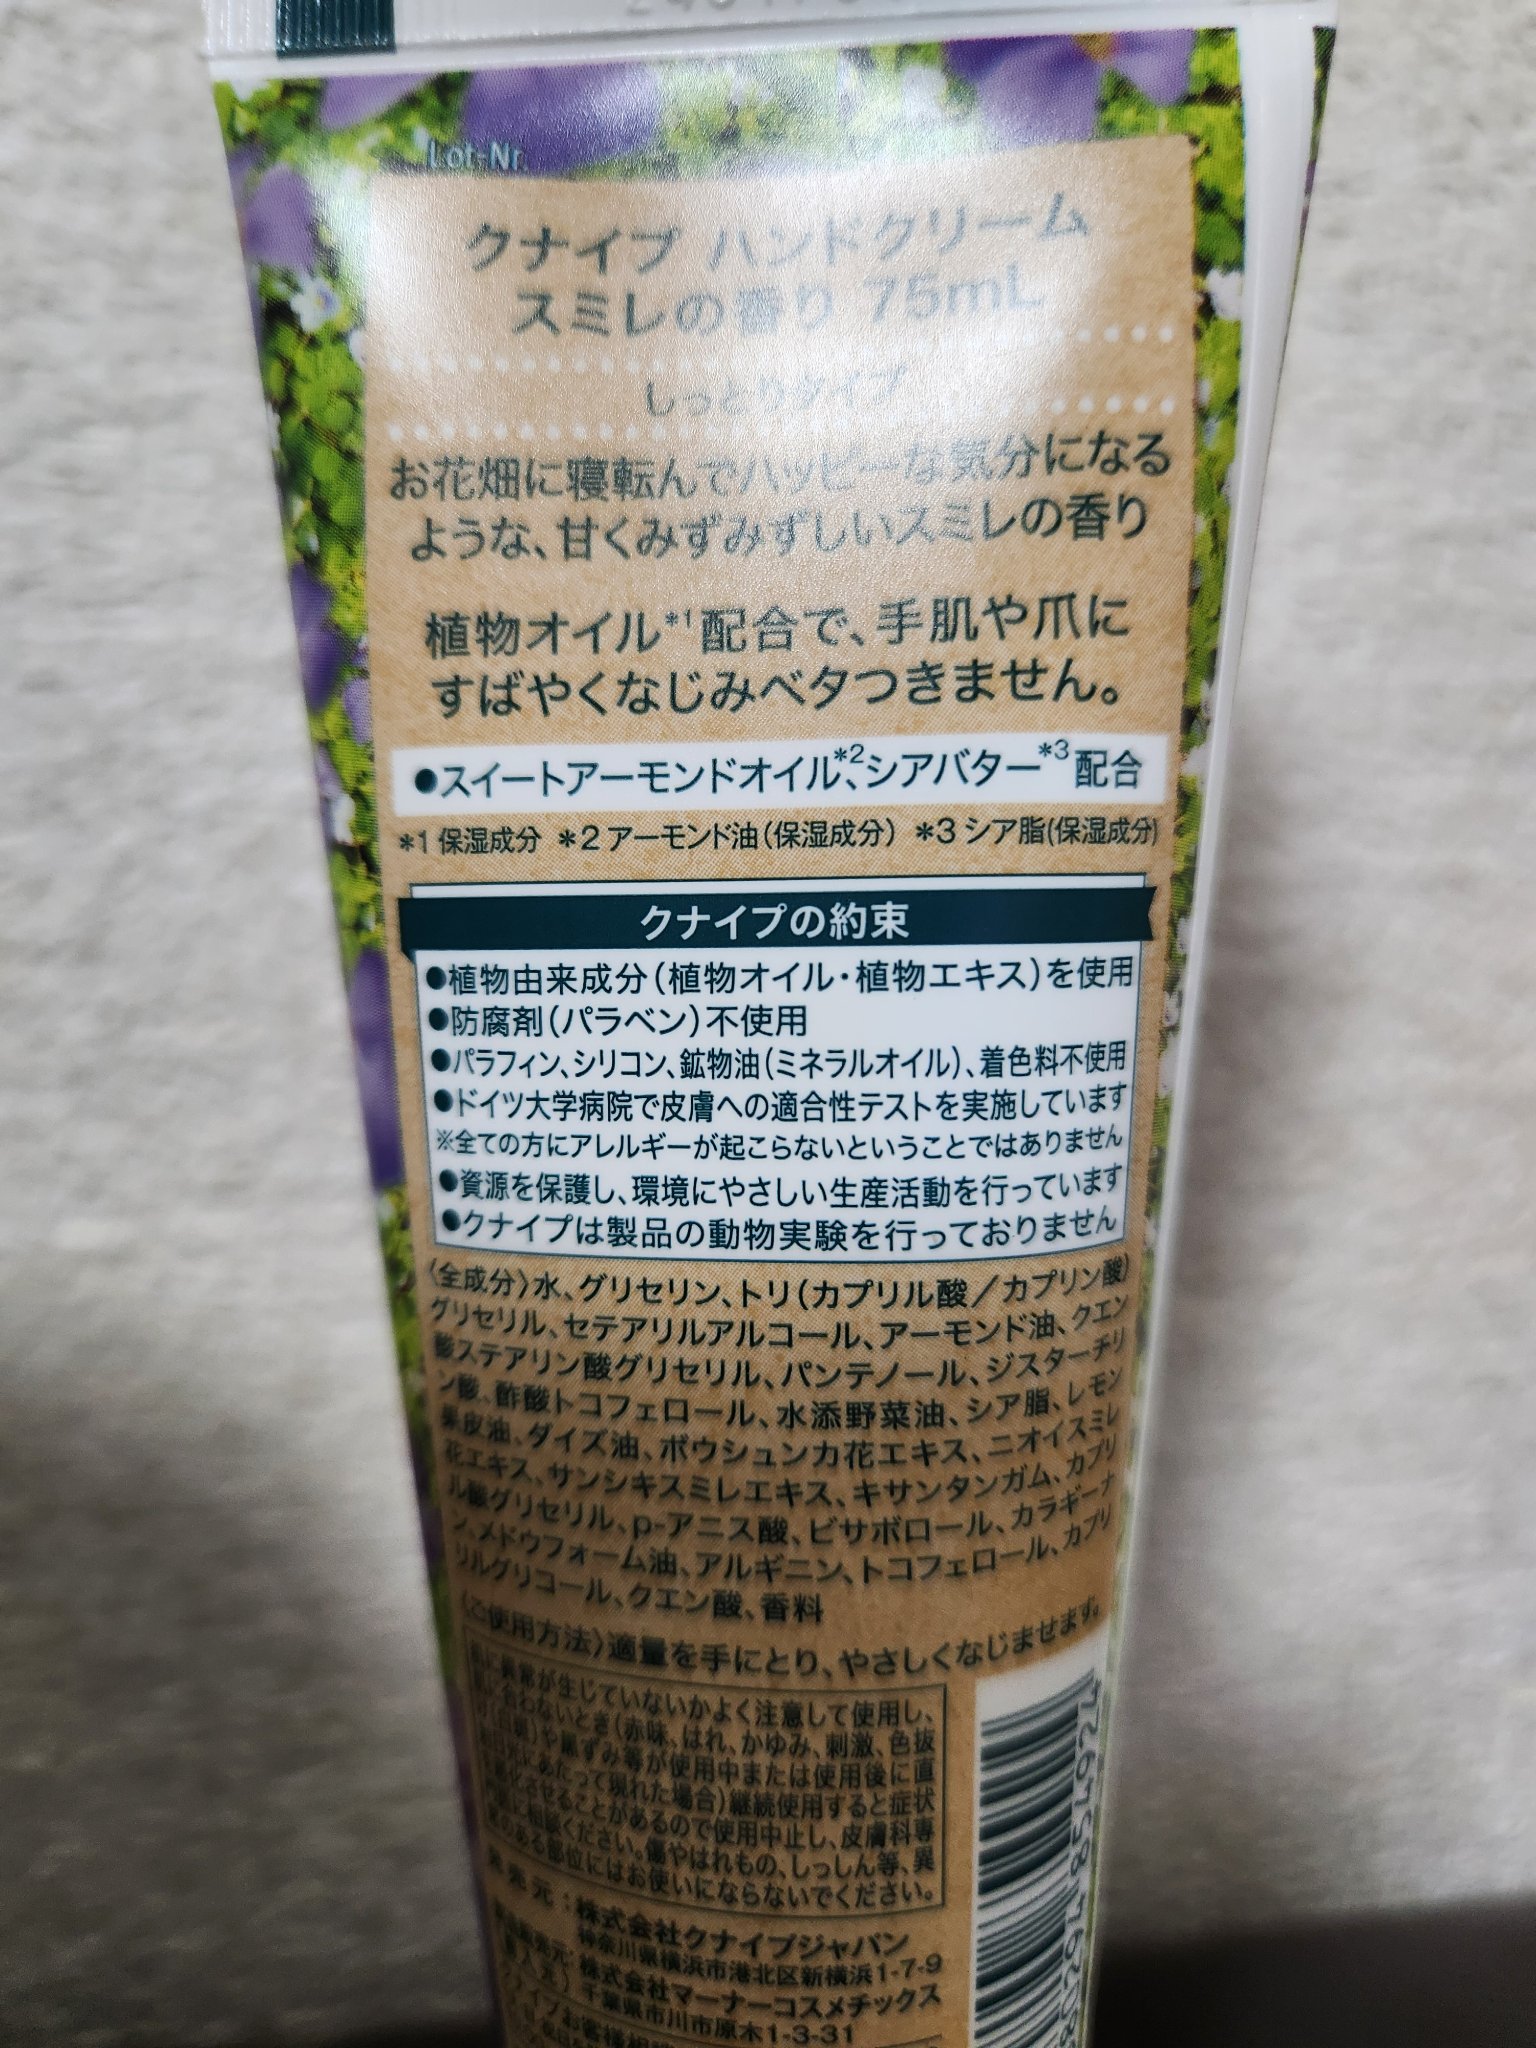 Lot-Nr.
クナイプ ハンドクリーム
スミレの香り 75mL
しっとりタイプ
お花畑に寝転んでハッピーな気分になる
ような、甘くみずみずしいスミレの香り
植物オイル*1配合で、手肌や爪に
すばやくなじみベタつきません。
●スイートアーモンドオイル*2、シアバター*3配合
*1 保湿成分 *2 アーモンド油(保湿成分) *3 シア脂(保湿成分)
クナイプの約束
●植物由来成分(植物オイル・植物エキス)を使用
●防腐剤(パラベン)不使用
●パラフィン、シリコン、鉱物油(ミネラルオイル)、着色料不使用
●ドイツ大学病院で皮膚への適合性テストを実施しています
※全ての方にアレルギーが起こらないということではありません
●資源を保護し、環境にやさしい生産活動を行っています
●クナイプは製品の動物実験を行っておりません
〈全成分〉水、グリセリン、トリ(カプリル酸／カプリン酸)
グリセリル、セテアリルアルコール、アーモンド油、クエン
酸ステアリン酸グリセリル、パンテノール、ジスターチリ
ン酸、酢酸トコフェロール、水添野菜油、シア脂、レモン
果皮油、ダイズ油、ボウシュンカ花エキス、ニオイスミレ
花エキス、サンシキスミレエキス、キサンタンガム、カプリ
ル酸グリセリル、p-アニス酸、ビサボロール、カラギーナ
ン、メドウフォーム油、アルギニン、トコフェロール、カプリ
リルグリコール、クエン酸、香料
〈ご使用方法〉適量を手にとり、やさしくなじませます。
肌に異常が生じていないかよく注意して使用し、
肌に合わないとき(赤味、はれ、かゆみ、刺激、色抜
け(白斑)や黒ずみ等が使用中または使用後に直
射日光にあたって現れた場合)継続使用すると症状
が悪化させることがあるので使用中止し、皮膚科専
門医に相談ください。傷やはれもの、しっしん等、異
常のある部位にはお使いにならないでください。
発売元：株式会社クナイプジャパン
神奈川県横浜市港北区新横浜1-7-9
株式会社マーナーコスメチックス
千葉県市川市原木1-3-31